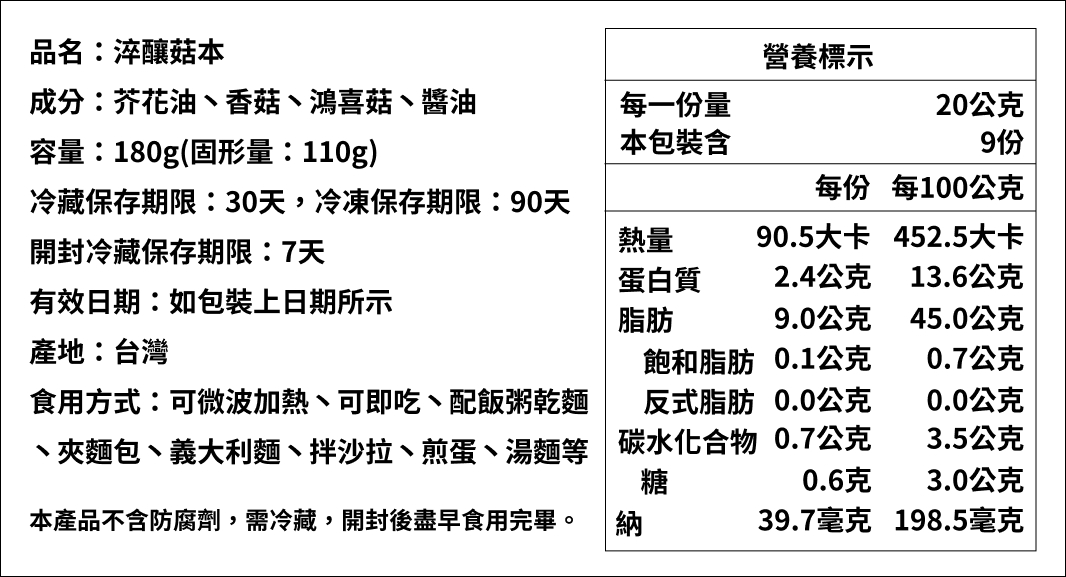 品名：淬釀菇本
成分：芥花油、香菇、鴻喜菇、醬油
容量：180g(固形量：110g)
冷藏保存期限：30天，冷凍保存期限：90天
開封冷藏保存期限：7天
有效日期：如包裝上日期所示
產地：台灣
食用方式：可微波加熱、可即吃、配飯粥乾麵
、夾麵包、義大利麵、拌沙拉、煎蛋、湯麵等
本產品不含防腐劑，需冷藏，開封後盡早食用完畢。
營養標示
每一份量 20公克
本包裝含 9份
每份 每100公克
熱量 90.5大卡 452.5大卡
蛋白質 2.4公克 13.6公克
脂肪 9.0公克 45.0公克
飽和脂肪 0.1公克 0.7公克
反式脂肪 0.0公克 0.0公克
碳水化合物 0.7公克 3.5公克
糖 0.6克 3.0公克
納 39.7毫克 198.5毫克